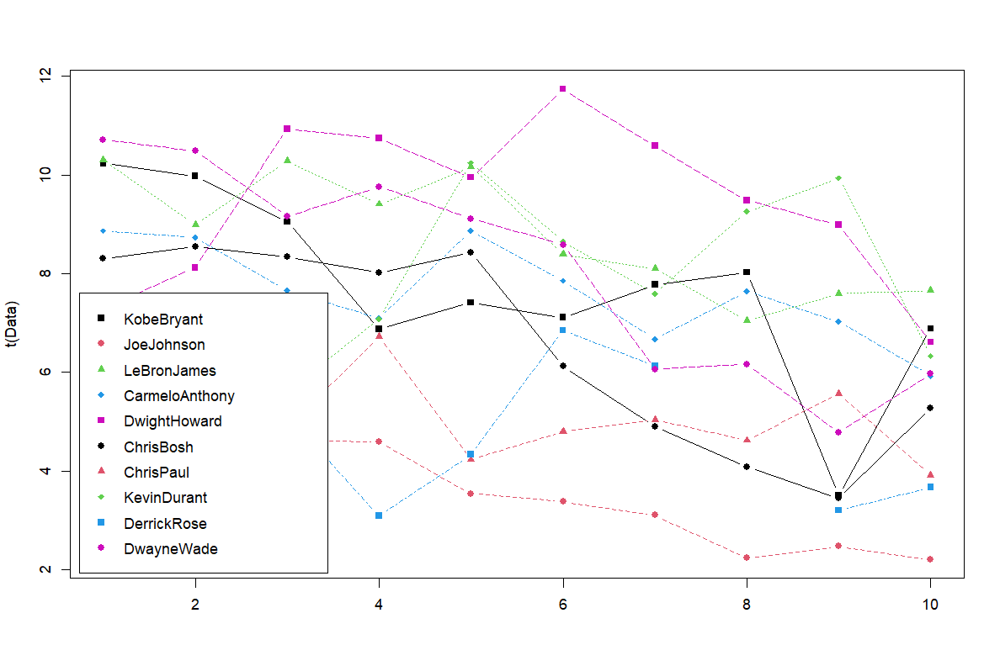 12
10
8
6
4
2
t(Data)
KobeBryant
JoeJohnson
LeBronJames
CarmeloAnthony
DwightHoward
ChrisBosh
ChrisPaul
KevinDurant
DerrickRose
DwayneWade
2 4 6 8 10